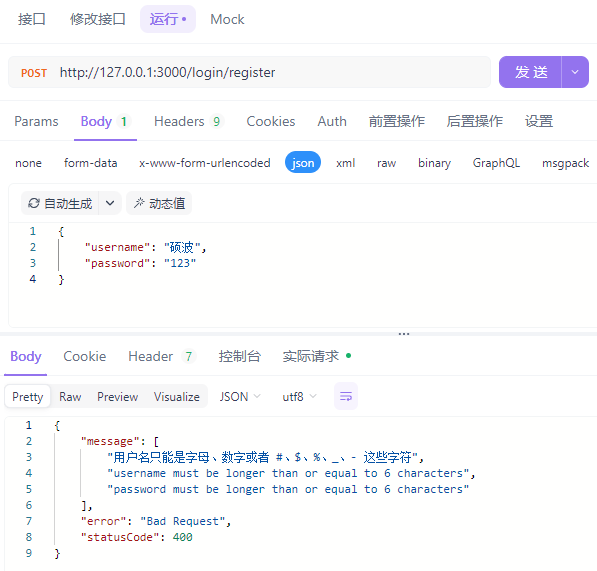 接口 修改接口 运行 Mock
POST http://127.0.0.1:3000/login/register 发 送
Params Body 1 Headers 9 Cookies Auth 前置操作 后置操作 设置
none form-data x-www-form-urlencoded json xml raw binary GraphQL msgpack
自动生成 动态值
1 {
2 "username": "硕波",
3 "password": "123"
4 }
Body Cookie Header 7 控制台 实际请求
Pretty Raw Preview Visualize JSON utf8
1 {
2 "message": [
3 "用户名只能是字母、数字或者 #、$、%、_、- 这些字符",
4 "username must be longer than or equal to 6 characters",
5 "password must be longer than or equal to 6 characters"
6 ],
7 "error": "Bad Request",
8 "statusCode": 400
9 }